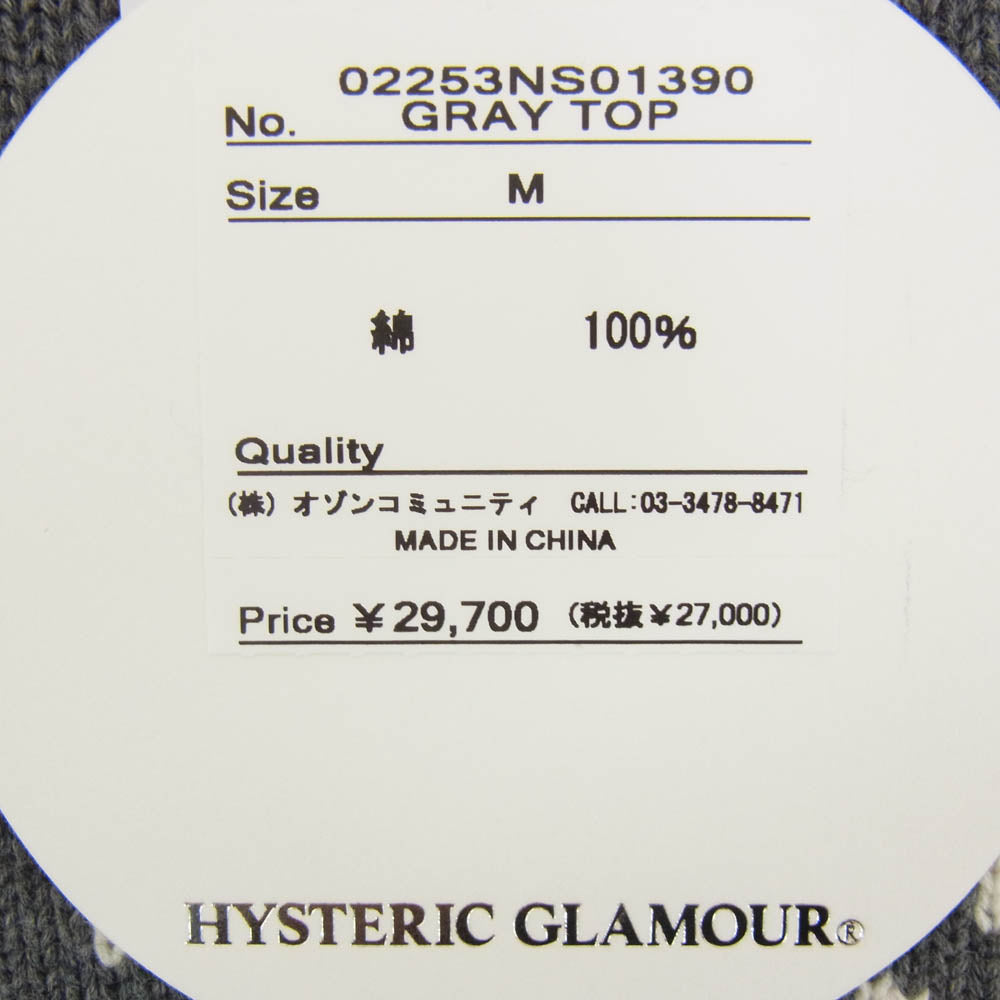 02253NS01390
No. GRAY TOP
Size M
綿 100%
Quality
(株) オゾンコミュニティ CALL:03-3478-8471
MADE IN CHINA
Price ¥29,700 (税抜¥27,000)
HYSTERIC GLAMOUR®